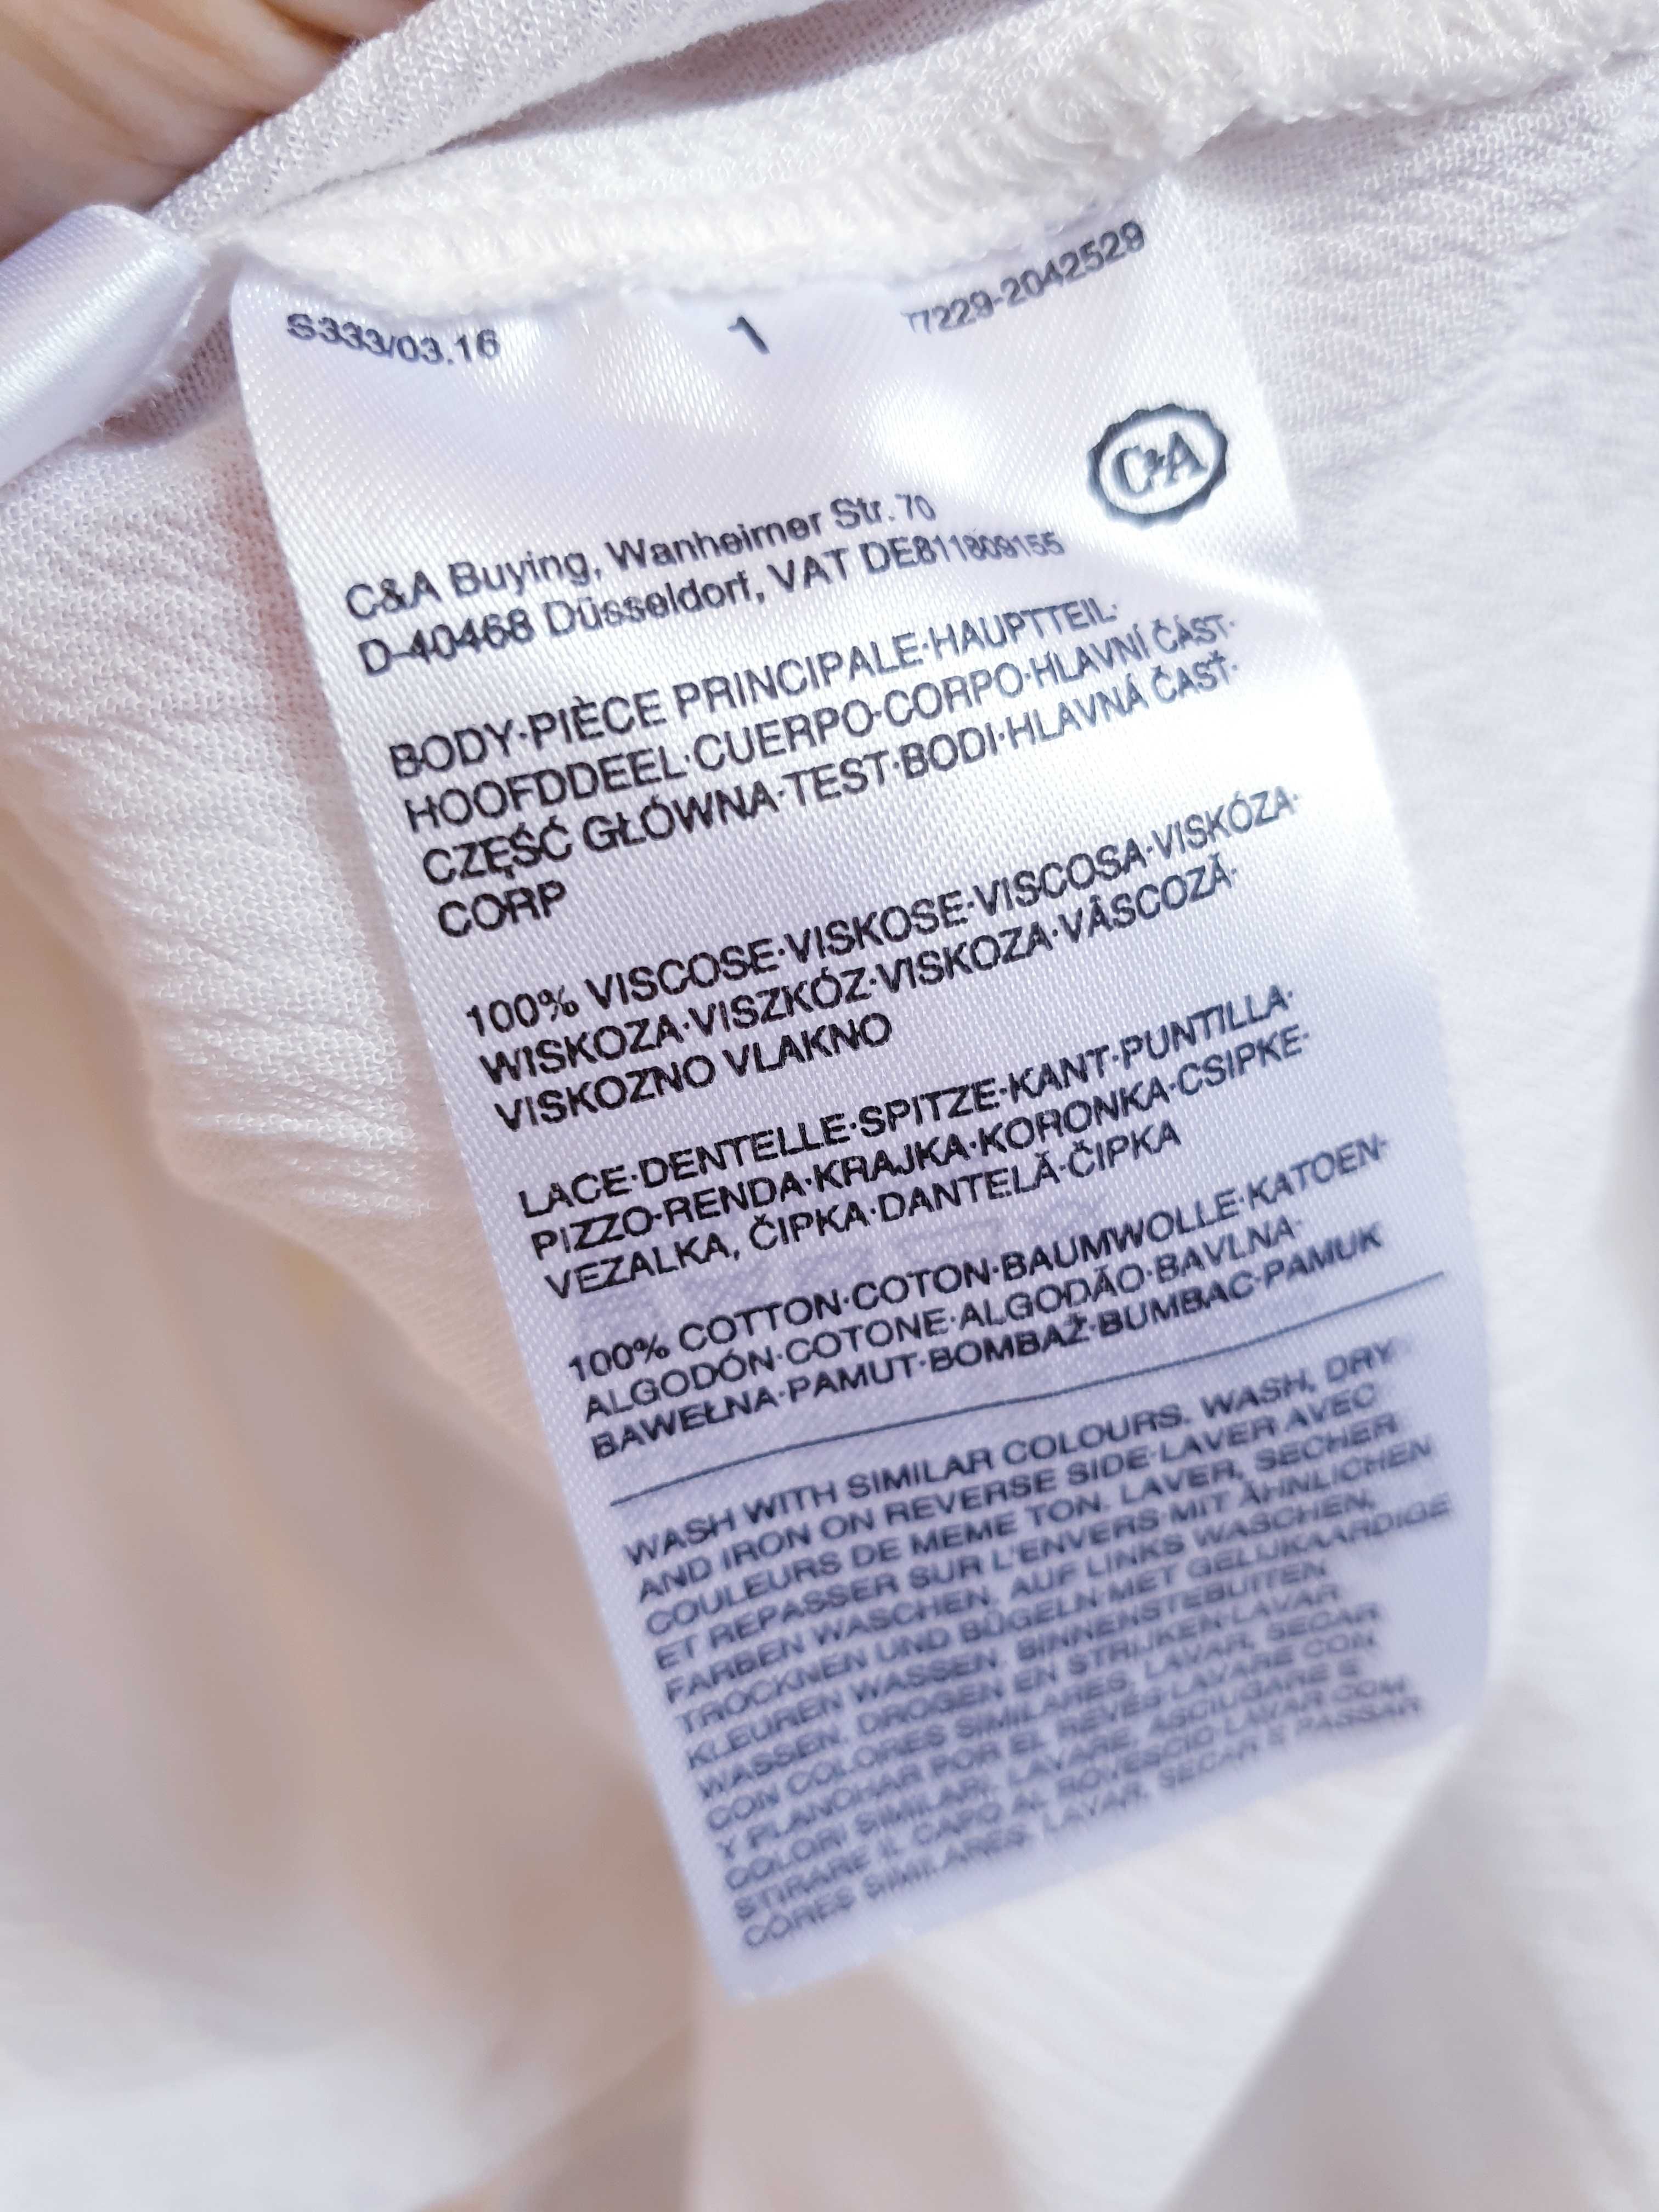 S333/03.16 1 7229-2042529
C&A
C&A Buying, Wanheimer Str. 70
D-40468 Düsseldorf, VAT DE811809155
BODY·PIÈCE PRINCIPALE·HAUPTTEIL·
HOOFDDEEL·CUERPO·CORPO·HLAVNÍ ČÁST·
CZĘŚĆ GŁÓWNA·TEST·BODI·HLAVNÁ ČASŤ·
CORP
100% VISCOSE·VISKOSE·VISCOSA·VISKÓZA·
WISKOZA·VISZKÓZ·VISKOZA·VÂSCOZĂ·
VISKOZNO VLAKNO
LACE·DENTELLE·SPITZE·KANT·PUNTILLA·
PIZZO·RENDA·KRAJKA·KORONKA·CSIPKE·
VEZALKA, ČIPKA·DANTELĂ·ČIPKA
100% COTTON·COTON·BAUMWOLLE·KATOEN·
ALGODÓN·COTONE·ALGODÃO·BAVLNA·
BAWEŁNA·PAMUT·BOMBAŽ·BUMBAC·PAMUK
WASH WITH SIMILAR COLOURS. WASH, DRY
AND IRON ON REVERSE SIDE·LAVER AVEC
COULEURS DE MEME TON. LAVER, SECHER
ET REPASSER SUR L'ENVERS·MIT ÄHNLICHEN
FARBEN WASCHEN. AUF LINKS WASCHEN,
TROCKNEN UND BÜGELN·MET GELIJKAARDIGE
KLEUREN WASSEN. BINNENSTEBUITEN
WASSEN, DROGEN EN STRIJKEN·LAVAR
CON COLORES SIMILARES. LAVAR, SECAR
Y PLANCHAR POR EL REVÉS·LAVARE CON
COLORI SIMILARI. LAVARE, ASCIUGARE E
STIRARE IL CAPO AL ROVESCIO·LAVAR COM
CORES SIMILARES. LAVAR, SECAR E PASSAR